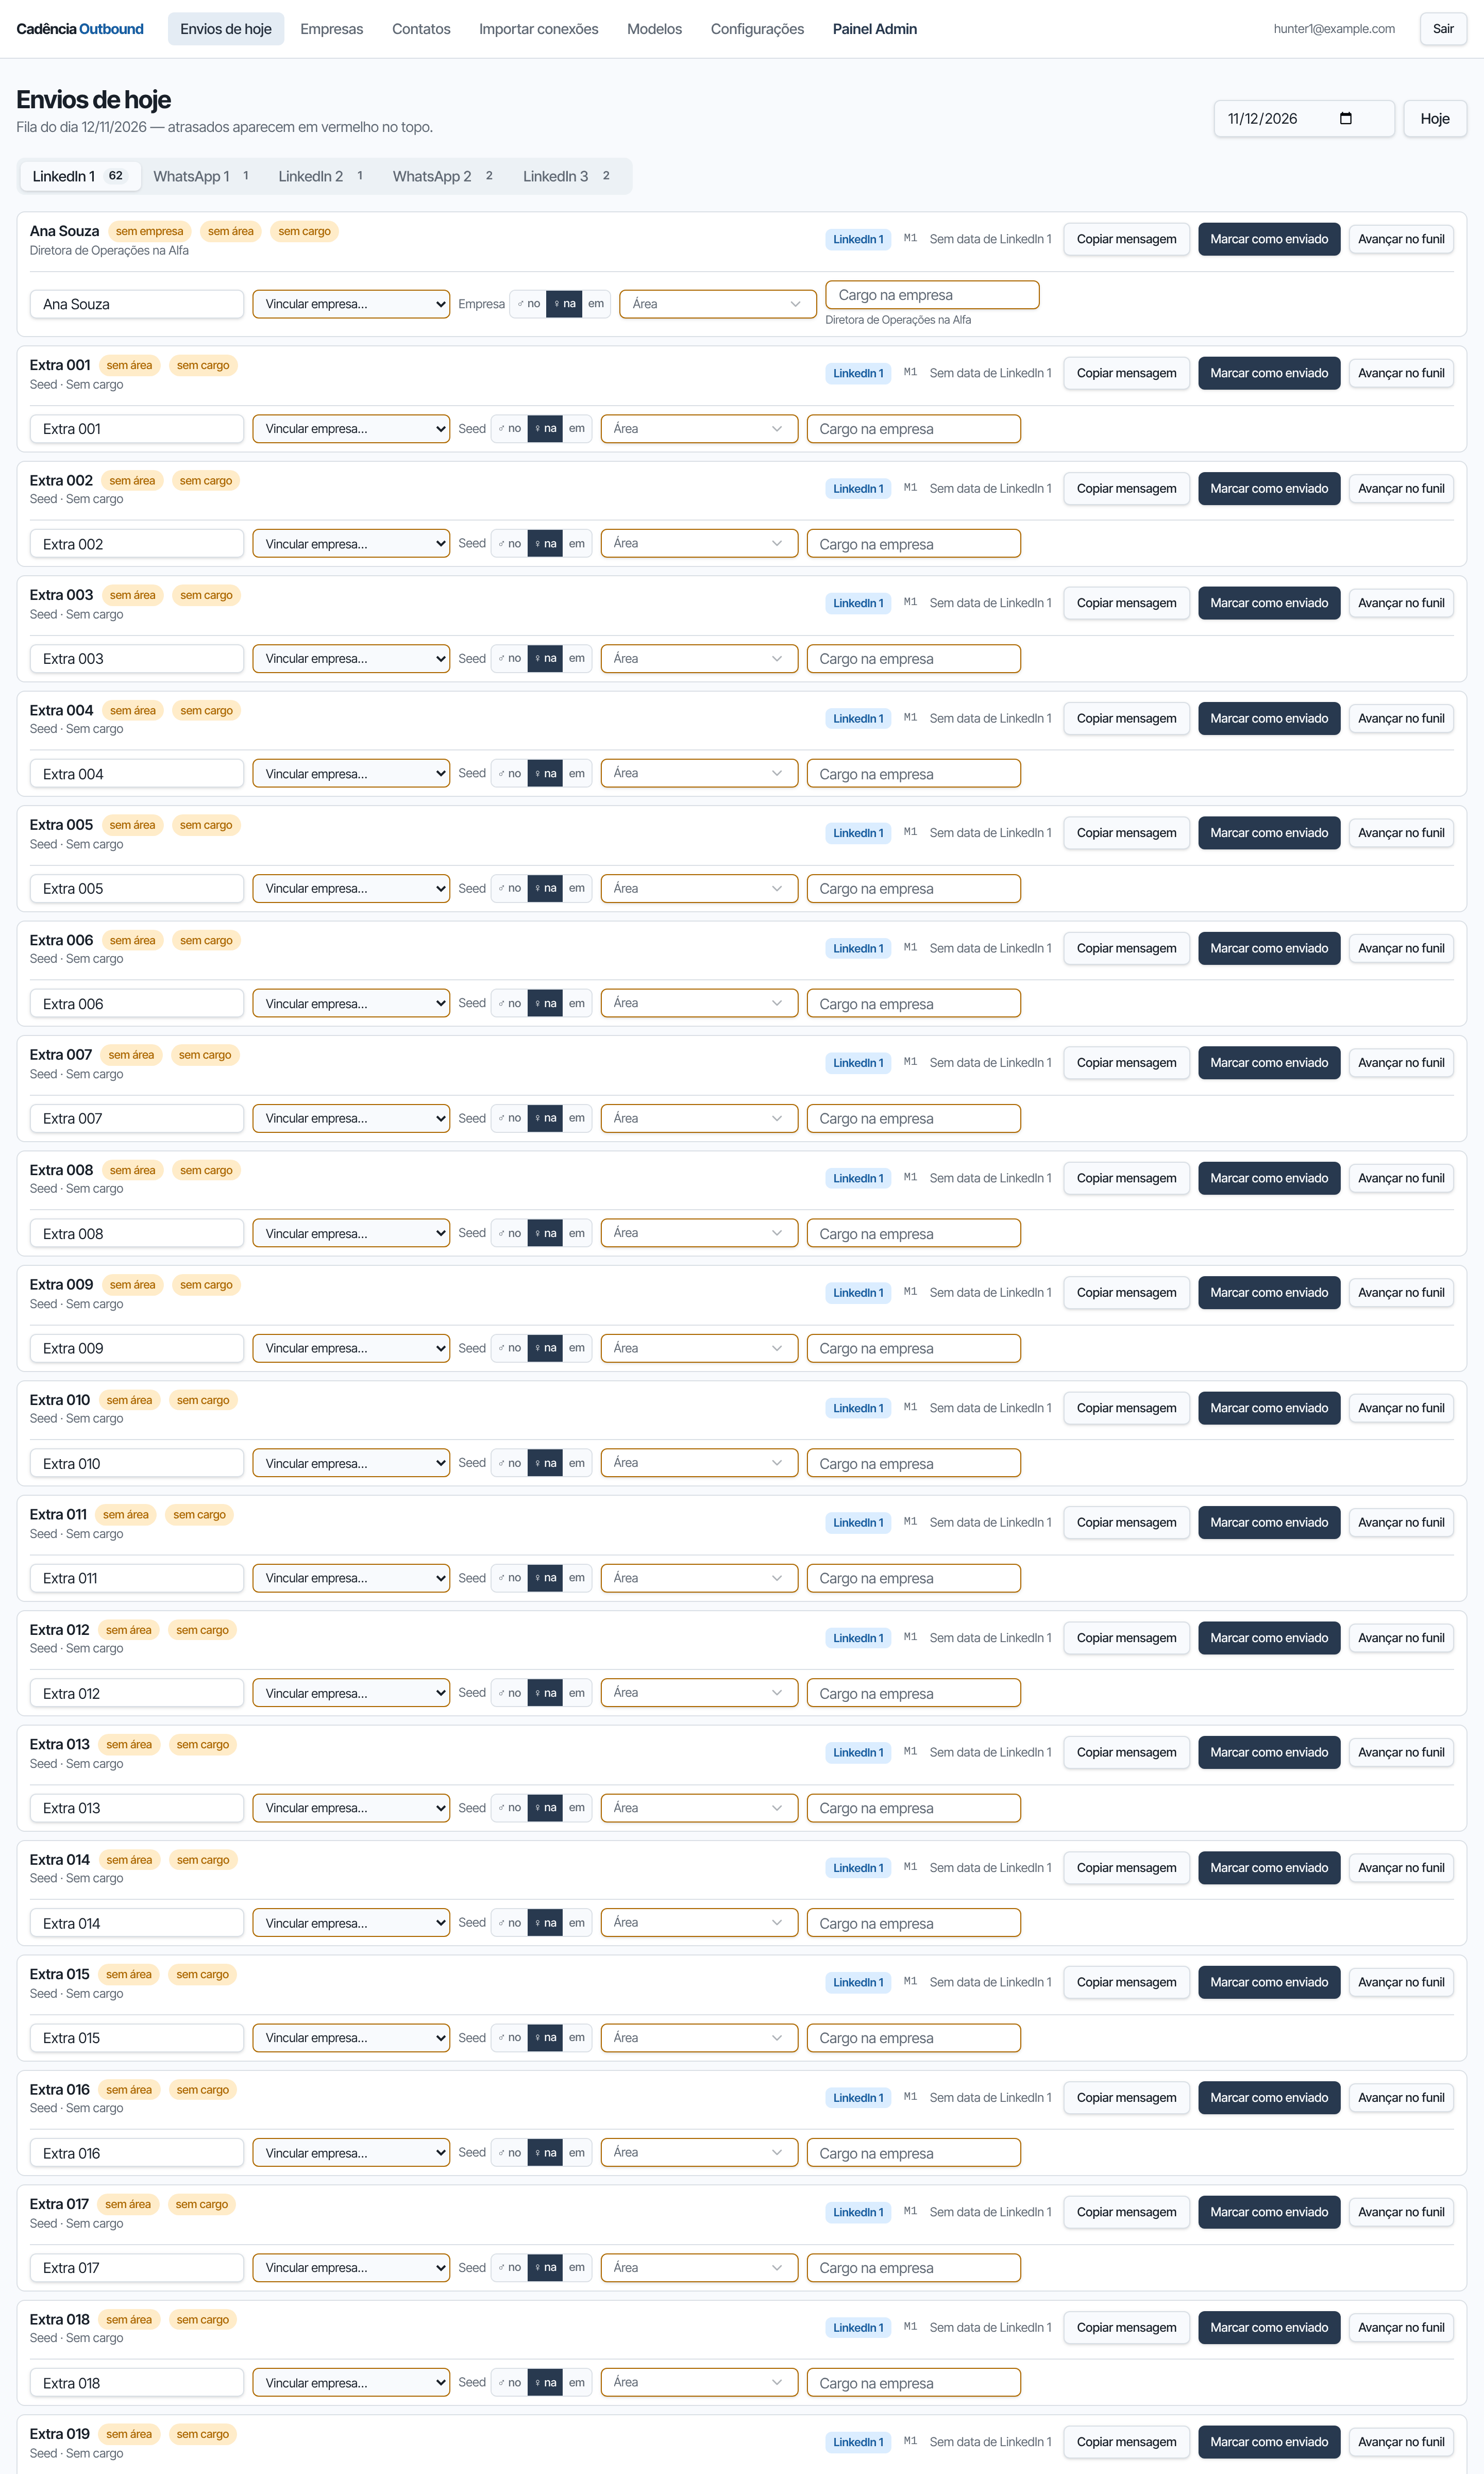 Cadência Outbound Envios de hoje Empresas Contatos Importar conexões Modelos Configurações Painel Admin hunter1@example.com Sair
Envios de hoje
Fila do dia 12/11/2026 — atrasados aparecem em vermelho no topo.
11/12/2026 Hoje
LinkedIn 1 62 WhatsApp 1 1 LinkedIn 2 1 WhatsApp 2 2 LinkedIn 3 2
Ana Souza sem empresa sem área sem cargo
Diretora de Operações na Alfa
LinkedIn 1 M1 Sem data de LinkedIn 1 Copiar mensagem Marcar como enviado Avançar no funil
Ana Souza Vincular empresa... Empresa ♂ no ♀ na em Área Cargo na empresa
Diretora de Operações na Alfa
Extra 001 sem área sem cargo
Seed · Sem cargo
LinkedIn 1 M1 Sem data de LinkedIn 1 Copiar mensagem Marcar como enviado Avançar no funil
Extra 001 Vincular empresa... Seed ♂ no ♀ na em Área Cargo na empresa
Extra 002 sem área sem cargo
Seed · Sem cargo
LinkedIn 1 M1 Sem data de LinkedIn 1 Copiar mensagem Marcar como enviado Avançar no funil
Extra 002 Vincular empresa... Seed ♂ no ♀ na em Área Cargo na empresa
Extra 003 sem área sem cargo
Seed · Sem cargo
LinkedIn 1 M1 Sem data de LinkedIn 1 Copiar mensagem Marcar como enviado Avançar no funil
Extra 003 Vincular empresa... Seed ♂ no ♀ na em Área Cargo na empresa
Extra 004 sem área sem cargo
Seed · Sem cargo
LinkedIn 1 M1 Sem data de LinkedIn 1 Copiar mensagem Marcar como enviado Avançar no funil
Extra 004 Vincular empresa... Seed ♂ no ♀ na em Área Cargo na empresa
Extra 005 sem área sem cargo
Seed · Sem cargo
LinkedIn 1 M1 Sem data de LinkedIn 1 Copiar mensagem Marcar como enviado Avançar no funil
Extra 005 Vincular empresa... Seed ♂ no ♀ na em Área Cargo na empresa
Extra 006 sem área sem cargo
Seed · Sem cargo
LinkedIn 1 M1 Sem data de LinkedIn 1 Copiar mensagem Marcar como enviado Avançar no funil
Extra 006 Vincular empresa... Seed ♂ no ♀ na em Área Cargo na empresa
Extra 007 sem área sem cargo
Seed · Sem cargo
LinkedIn 1 M1 Sem data de LinkedIn 1 Copiar mensagem Marcar como enviado Avançar no funil
Extra 007 Vincular empresa... Seed ♂ no ♀ na em Área Cargo na empresa
Extra 008 sem área sem cargo
Seed · Sem cargo
LinkedIn 1 M1 Sem data de LinkedIn 1 Copiar mensagem Marcar como enviado Avançar no funil
Extra 008 Vincular empresa... Seed ♂ no ♀ na em Área Cargo na empresa
Extra 009 sem área sem cargo
Seed · Sem cargo
LinkedIn 1 M1 Sem data de LinkedIn 1 Copiar mensagem Marcar como enviado Avançar no funil
Extra 009 Vincular empresa... Seed ♂ no ♀ na em Área Cargo na empresa
Extra 010 sem área sem cargo
Seed · Sem cargo
LinkedIn 1 M1 Sem data de LinkedIn 1 Copiar mensagem Marcar como enviado Avançar no funil
Extra 010 Vincular empresa... Seed ♂ no ♀ na em Área Cargo na empresa
Extra 011 sem área sem cargo
Seed · Sem cargo
LinkedIn 1 M1 Sem data de LinkedIn 1 Copiar mensagem Marcar como enviado Avançar no funil
Extra 011 Vincular empresa... Seed ♂ no ♀ na em Área Cargo na empresa
Extra 012 sem área sem cargo
Seed · Sem cargo
LinkedIn 1 M1 Sem data de LinkedIn 1 Copiar mensagem Marcar como enviado Avançar no funil
Extra 012 Vincular empresa... Seed ♂ no ♀ na em Área Cargo na empresa
Extra 013 sem área sem cargo
Seed · Sem cargo
LinkedIn 1 M1 Sem data de LinkedIn 1 Copiar mensagem Marcar como enviado Avançar no funil
Extra 013 Vincular empresa... Seed ♂ no ♀ na em Área Cargo na empresa
Extra 014 sem área sem cargo
Seed · Sem cargo
LinkedIn 1 M1 Sem data de LinkedIn 1 Copiar mensagem Marcar como enviado Avançar no funil
Extra 014 Vincular empresa... Seed ♂ no ♀ na em Área Cargo na empresa
Extra 015 sem área sem cargo
Seed · Sem cargo
LinkedIn 1 M1 Sem data de LinkedIn 1 Copiar mensagem Marcar como enviado Avançar no funil
Extra 015 Vincular empresa... Seed ♂ no ♀ na em Área Cargo na empresa
Extra 016 sem área sem cargo
Seed · Sem cargo
LinkedIn 1 M1 Sem data de LinkedIn 1 Copiar mensagem Marcar como enviado Avançar no funil
Extra 016 Vincular empresa... Seed ♂ no ♀ na em Área Cargo na empresa
Extra 017 sem área sem cargo
Seed · Sem cargo
LinkedIn 1 M1 Sem data de LinkedIn 1 Copiar mensagem Marcar como enviado Avançar no funil
Extra 017 Vincular empresa... Seed ♂ no ♀ na em Área Cargo na empresa
Extra 018 sem área sem cargo
Seed · Sem cargo
LinkedIn 1 M1 Sem data de LinkedIn 1 Copiar mensagem Marcar como enviado Avançar no funil
Extra 018 Vincular empresa... Seed ♂ no ♀ na em Área Cargo na empresa
Extra 019 sem área sem cargo
Seed · Sem cargo
LinkedIn 1 M1 Sem data de LinkedIn 1 Copiar mensagem Marcar como enviado Avançar no funil